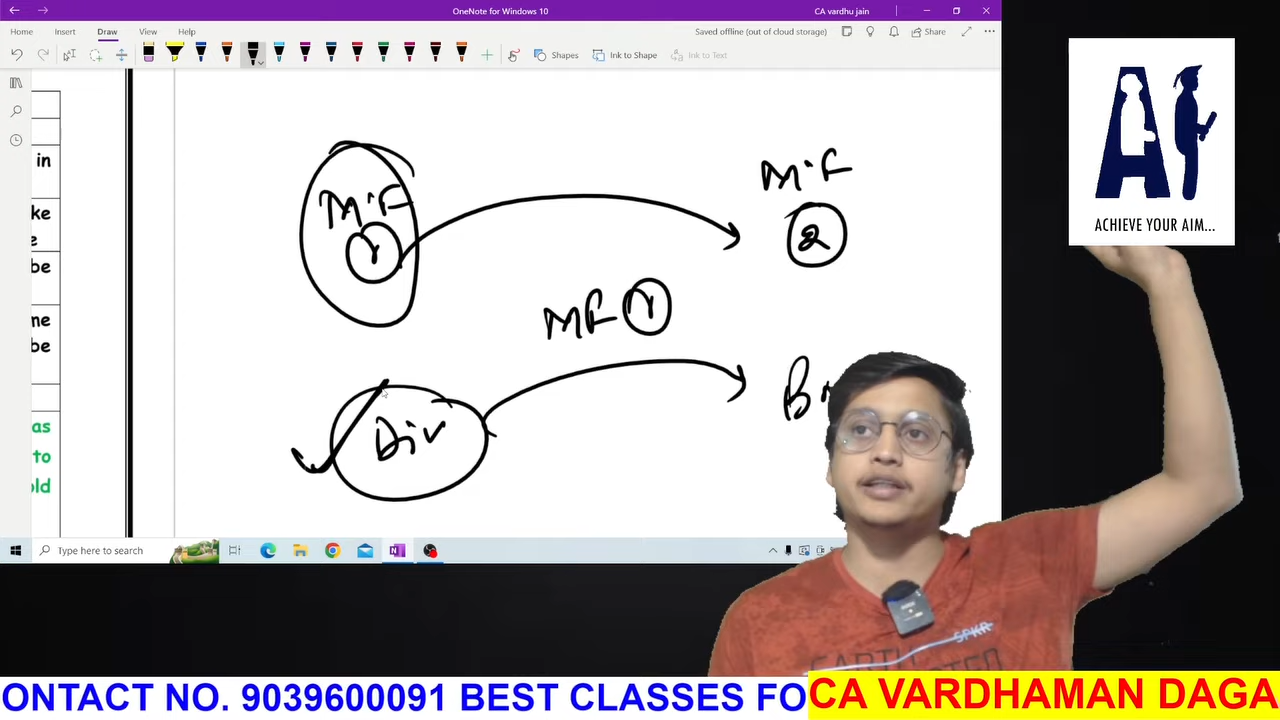 OneNote for Windows 10
CA vardhu jain
Home Insert Draw View Help
Saved offline (out of cloud storage)
Share
Shapes
Ink to Shape
Ink to Text
in
ke
e
be
me
be
as
to
old
M.F
1
M.F
2
MF 1
Div
Type here to search
ACHIEVE YOUR AIM...
SPKR
ONTACT NO. 9039600091 BEST CLASSES FO
CA VARDHAMAN DAGA